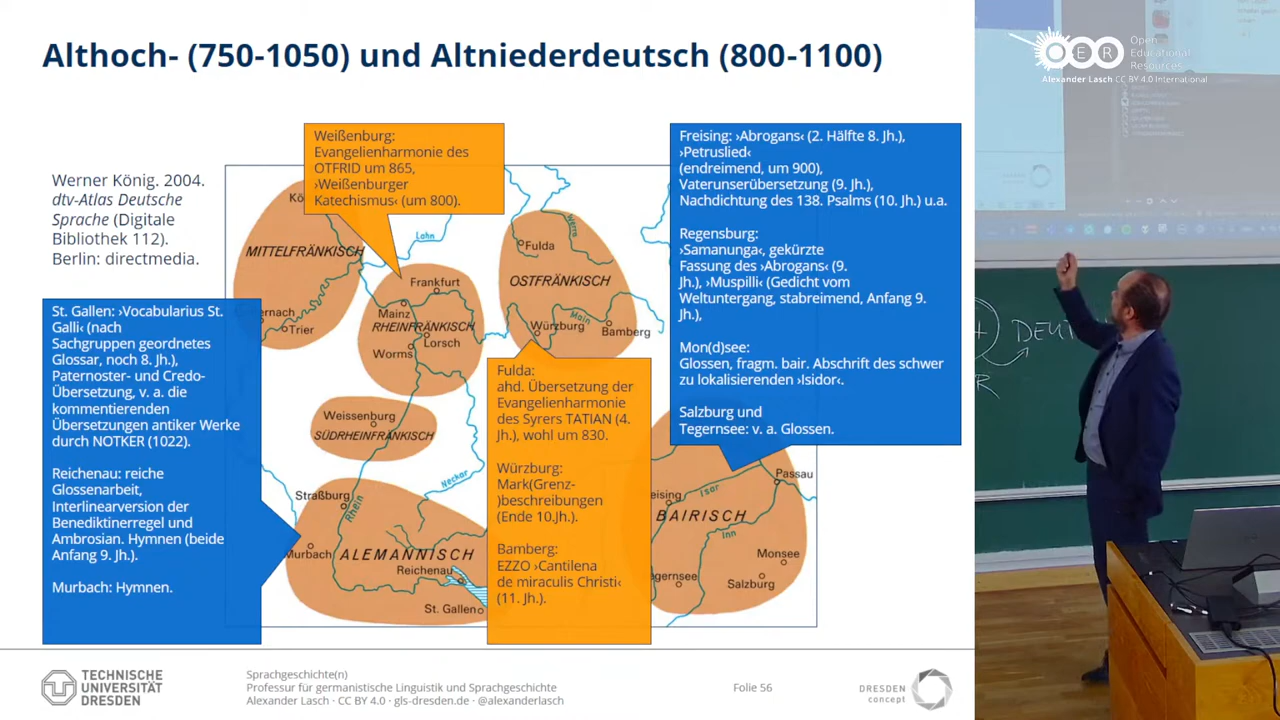 Althoch- (750-1050) und Altniederdeutsch (800-1100)
Werner König. 2004.
dtv-Atlas Deutsche
Sprache (Digitale
Bibliothek 112).
Berlin: directmedia.
Weißenburg:
Evangelienharmonie des
OTFRID um 865,
›Weißenburger
Katechismus‹ (um 800).
Freising: ›Abrogans‹ (2. Hälfte 8. Jh.),
›Petruslied‹
(endreimend, um 900),
Vaterunserübersetzung (9. Jh.),
Nachdichtung des 138. Psalms (10. Jh.) u.a.
Regensburg:
›Samanunga‹, gekürzte
Fassung des ›Abrogans‹ (9.
Jh.), ›Muspilli‹ (Gedicht vom
Weltuntergang, stabreimend, Anfang 9.
Jh.),
Mon(d)see:
Glossen, fragm. bair. Abschrift des schwer
zu lokalisierenden ›Isidor‹.
Salzburg und
Tegernsee: v. a. Glossen.
St. Gallen: ›Vocabularius St.
Galli‹ (nach
Sachgruppen geordnetes
Glossar, noch 8. Jh.),
Paternoster- und Credo-
Übersetzung, v. a. die
kommentierenden
Übersetzungen antiker Werke
durch NOTKER (1022).
Reichenau: reiche
Glossenarbeit,
Interlinearversion der
Benediktinerregel und
Ambrosian. Hymnen (beide
Anfang 9. Jh.).
Murbach: Hymnen.
Fulda:
ahd. Übersetzung der
Evangelienharmonie
des Syrers TATIAN (4.
Jh.), wohl um 830.
Würzburg:
Mark(Grenz-
)beschreibungen
(Ende 10.Jh.).
Bamberg:
EZZO ›Cantilena
de miraculis Christi‹
(11. Jh.).
MITTELFRÄNKISCH
Trier
Lahn
Frankfurt
Mainz
RHEINFRÄNKISCH
Lorsch
Worms
Werra
Fulda
OSTFRÄNKISCH
Main
Würzburg
Bamberg
Weissenburg
SÜDRHEINFRÄNKISCH
Neckar
Straßburg
Rhein
Murbach
ALEMANNISCH
Reichenau
St. Gallen
Passau
Isar
BAIRISCH
Inn
Monsee
Salzburg
TECHNISCHE
UNIVERSITÄT
DRESDEN
Sprachgeschichte(n)
Professur für germanistische Linguistik und Sprachgeschichte
Alexander Lasch · CC BY 4.0 · gls-dresden.de · @alexanderlasch
Folie 56
DRESDEN
concept
OER
Open
Educational
Resources
Alexander Lasch CC BY 4.0 International